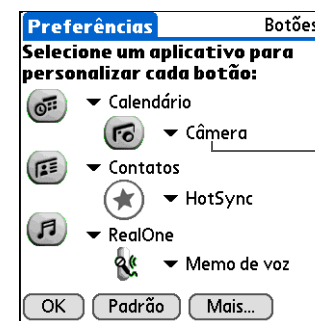 Preferências Botões
Selecione um aplicativo para
personalizar cada botão:
Calendário
Câmera
Contatos
HotSync
RealOne
Memo de voz
OK Padrão Mais...